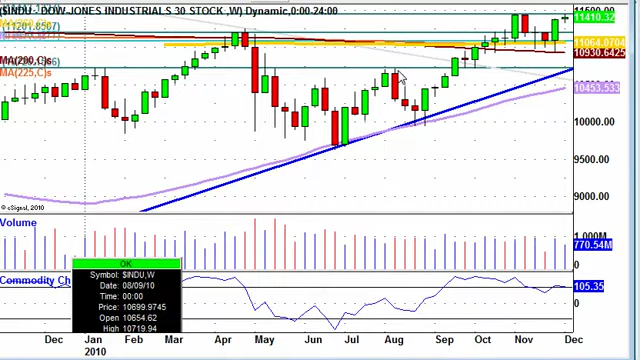 ($INDU, DOW-JONES INDUSTRIALS 30 STOCK ,W) Dynamic,0:00-24:00
11500.00
11410.32
(11201.8567)
11064.0704
10930.6425
MA(200,C)s
MA(225,C)s
10453.533
10000.00
9500.00
9000.00
© eSignal, 2010
Volume
1.000M
770.54M
0
OK
Commodity Ch
Symbol: $INDU,W
Date: 08/09/10
Time: 00:00
Price: 10699.9745
Open 10654.62
High 10719.94
105.35
0
Dec Feb Mar Apr May Jun Jul Aug Sep Oct Nov Dec
2010